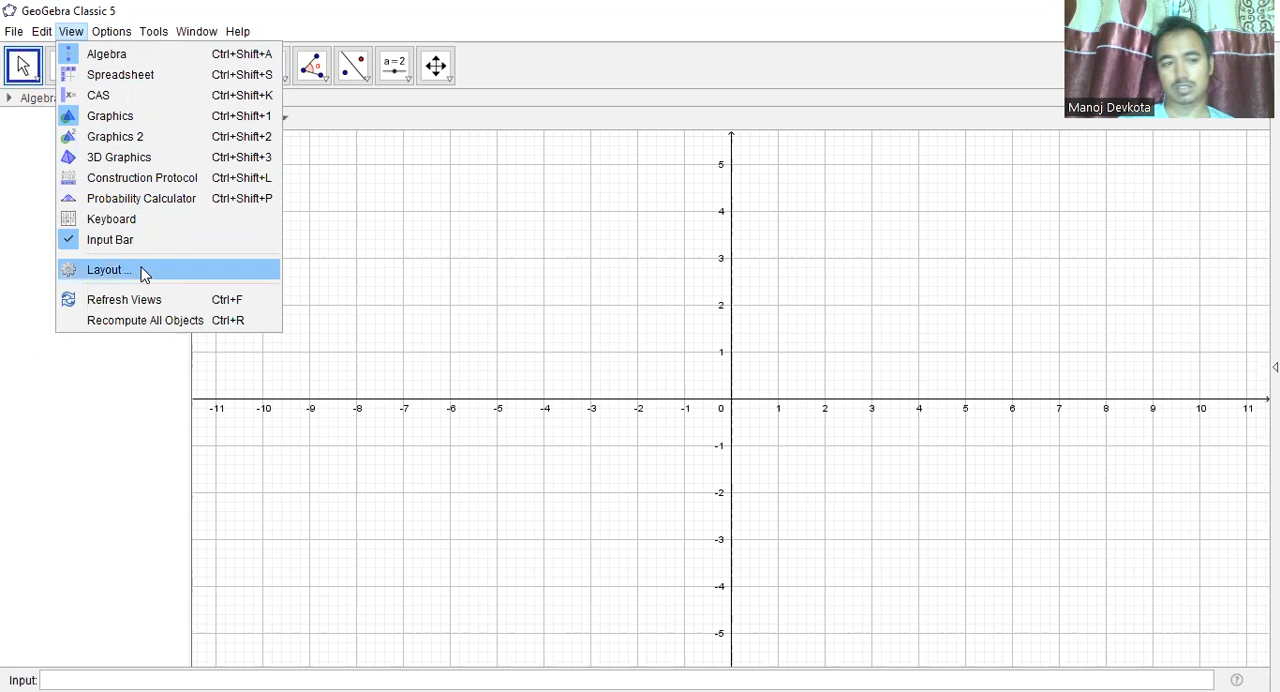 GeoGebra Classic 5
File Edit View Options Tools Window Help
a=2
Algebra Ctrl+Shift+A
Spreadsheet Ctrl+Shift+S
CAS Ctrl+Shift+K
Graphics Ctrl+Shift+1
Graphics 2 Ctrl+Shift+2
3D Graphics Ctrl+Shift+3
Construction Protocol Ctrl+Shift+L
Probability Calculator Ctrl+Shift+P
Keyboard
Input Bar
Layout ...
Refresh Views Ctrl+F
Recompute All Objects Ctrl+R
Algebra
Manoj Devkota
5
4
3
2
1
-11 -10 -9 -8 -7 -6 -5 -4 -3 -2 -1 0 1 2 3 4 5 6 7 8 9 10 11
-1
-2
-3
-4
-5
Input: